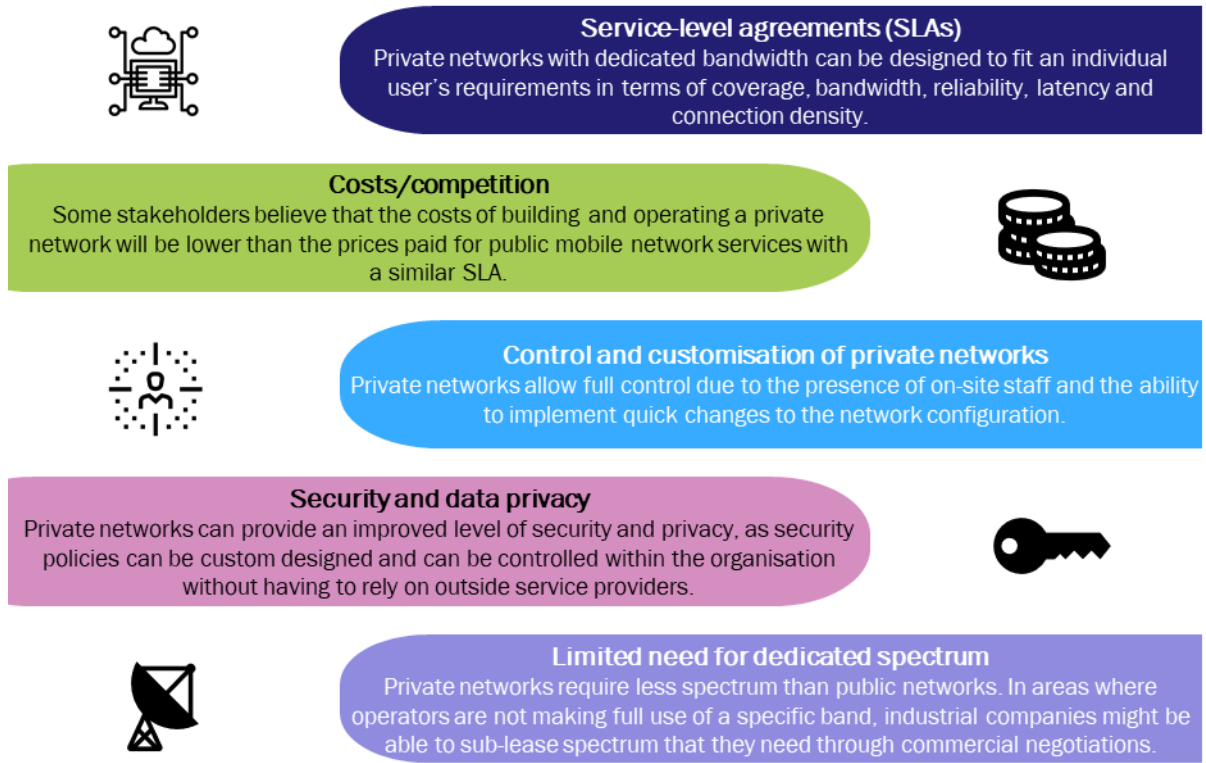 Service-level agreements (SLAs)
Private networks with dedicated bandwidth can be designed to fit an individual
user's requirements in terms of coverage, bandwidth, reliability, latency and
connection density.
Costs/competition
Some stakeholders believe that the costs of building and operating a private
network will be lower than the prices paid for public mobile network services with
a similar SLA.
Control and customisation of private networks
Private networks allow full control due to the presence of on-site staff and the ability
to implement quick changes to the network configuration.
Security and data privacy
Private networks can provide an improved level of security and privacy, as security
policies can be custom designed and can be controlled within the organisation
without having to rely on outside service providers.
Limited need for dedicated spectrum
Private networks require less spectrum than public networks. In areas where
operators are not making full use of a specific band, industrial companies might be
able to sub-lease spectrum that they need through commercial negotiations.